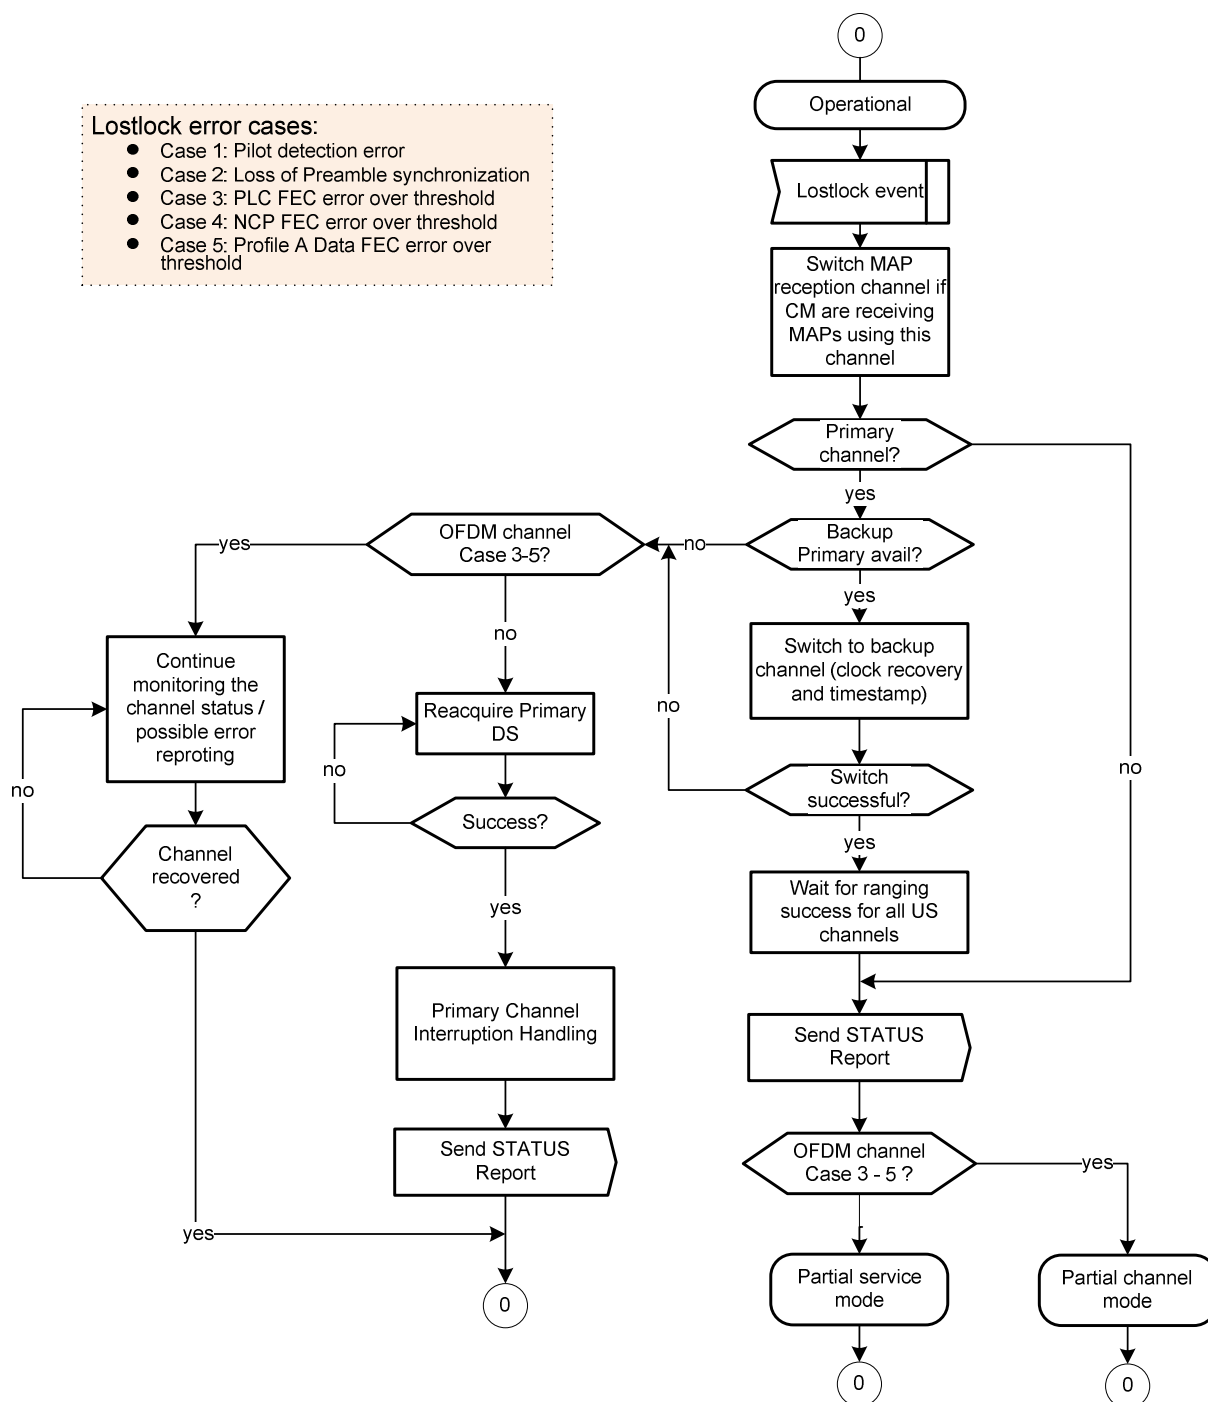 0
Operational
Lostlock error cases:
● Case 1: Pilot detection error
● Case 2: Loss of Preamble synchronization
● Case 3: PLC FEC error over threshold
● Case 4: NCP FEC error over threshold
● Case 5: Profile A Data FEC error over
threshold
Lostlock event
Switch MAP
reception channel if
CM are receiving
MAPs using this
channel
Primary
channel?
yes
no
Backup
Primary avail?
no
yes
OFDM channel
Case 3-5?
yes
no
Switch to backup
channel (clock recovery
and timestamp)
no
Switch
successful?
yes
Continue
monitoring the
channel status /
possible error
reproting
no
Channel
recovered
?
yes
Reacquire Primary
DS
no
Success?
yes
Wait for ranging
success for all US
channels
Primary Channel
Interruption Handling
Send STATUS
Report
0
Send STATUS
Report
OFDM channel
Case 3 - 5 ?
yes
Partial service
mode
Partial channel
mode
0
0